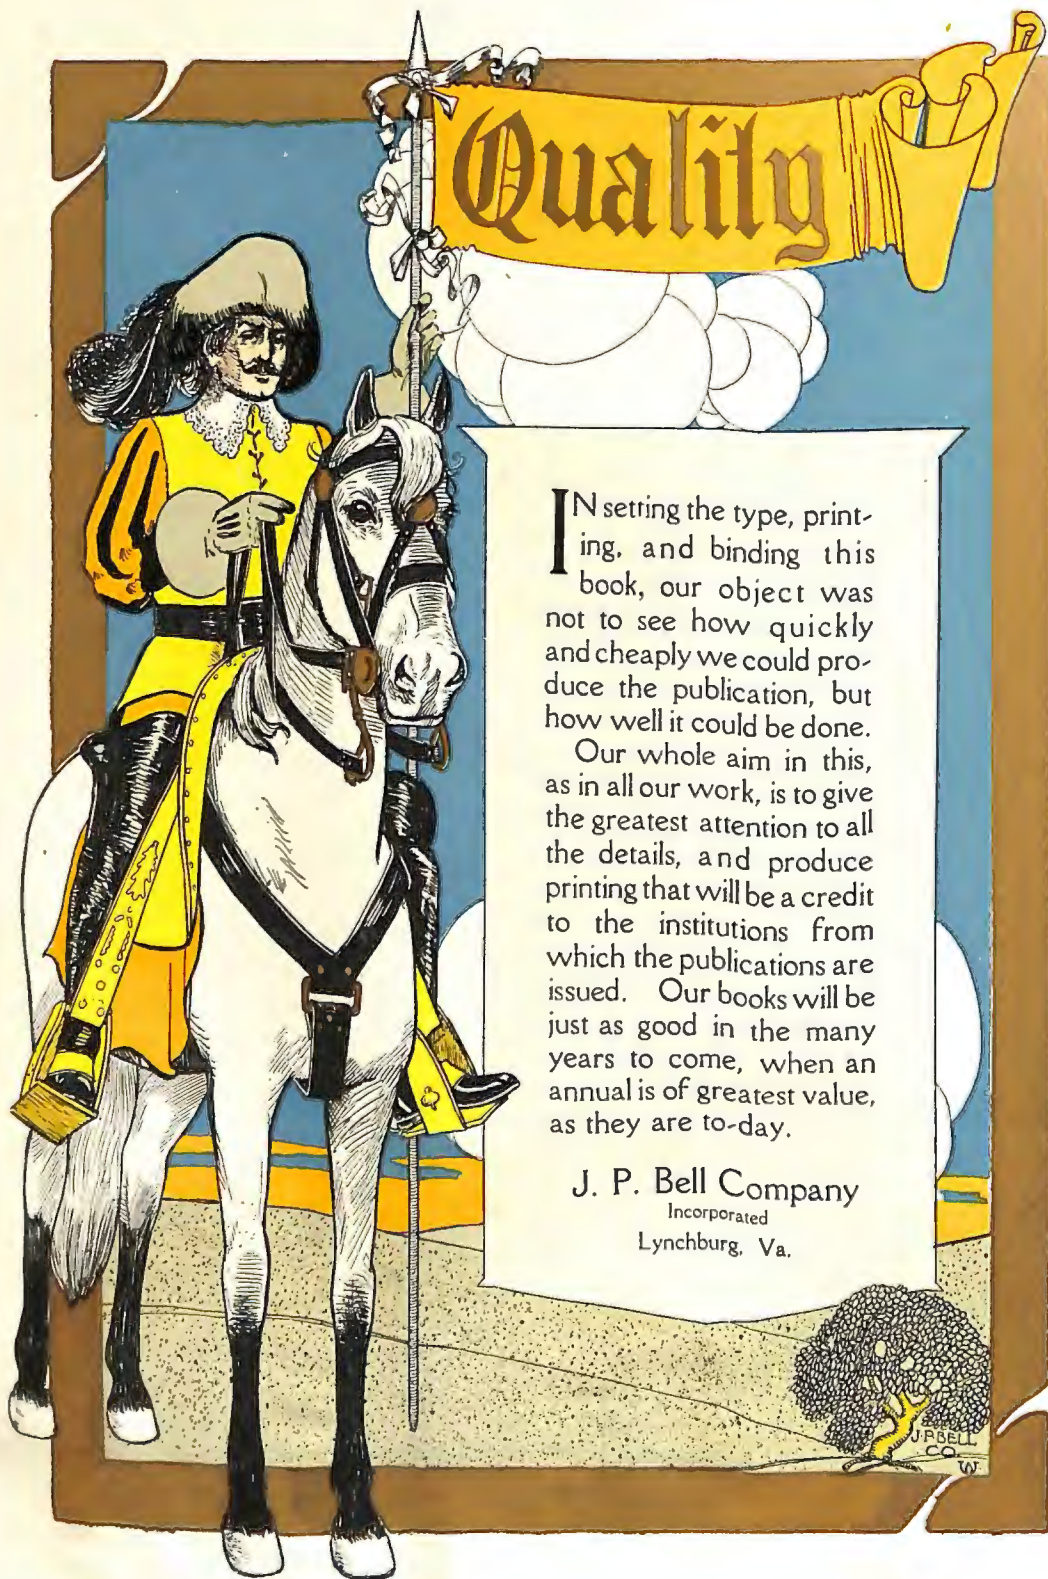 Quality
IN setting the type, print-
ing, and binding this
book, our object was
not to see how quickly
and cheaply we could pro-
duce the publication, but
how well it could be done.
Our whole aim in this,
as in all our work, is to give
the greatest attention to all
the details, and produce
printing that will be a credit
to the institutions from
which the publications are
issued. Our books will be
just as good in the many
years to come, when an
annual is of greatest value,
as they are to-day.
J. P. Bell Company
Incorporated
Lynchburg, Va.
J.P.BELL
CO.
W